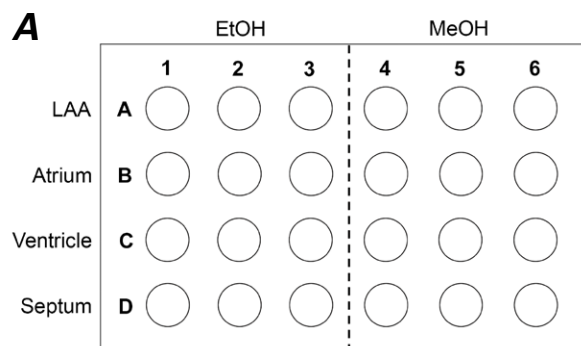 A
EtOH MeOH
1 2 3 4 5 6
LAA A
Atrium B
Ventricle C
Septum D